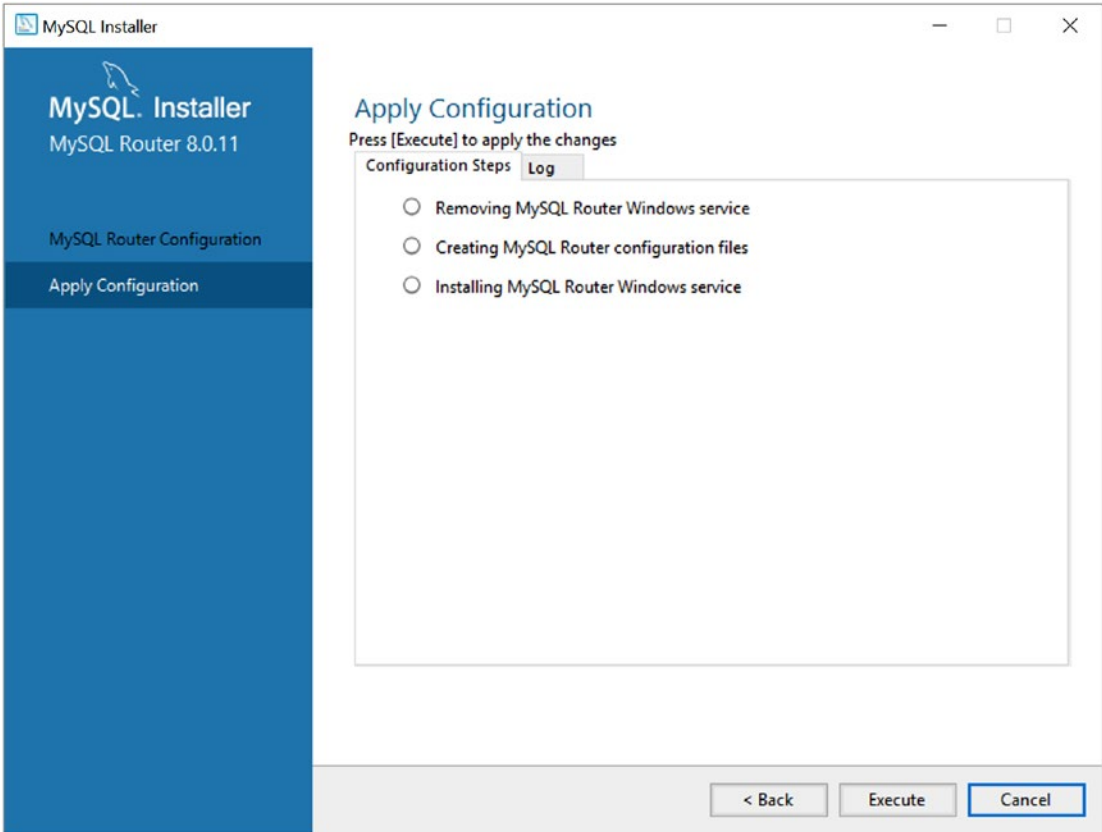 MySQL Installer
MySQL. Installer
MySQL Router 8.0.11
MySQL Router Configuration
Apply Configuration
Apply Configuration
Press [Execute] to apply the changes
Configuration Steps Log
Removing MySQL Router Windows service
Creating MySQL Router configuration files
Installing MySQL Router Windows service
< Back Execute Cancel